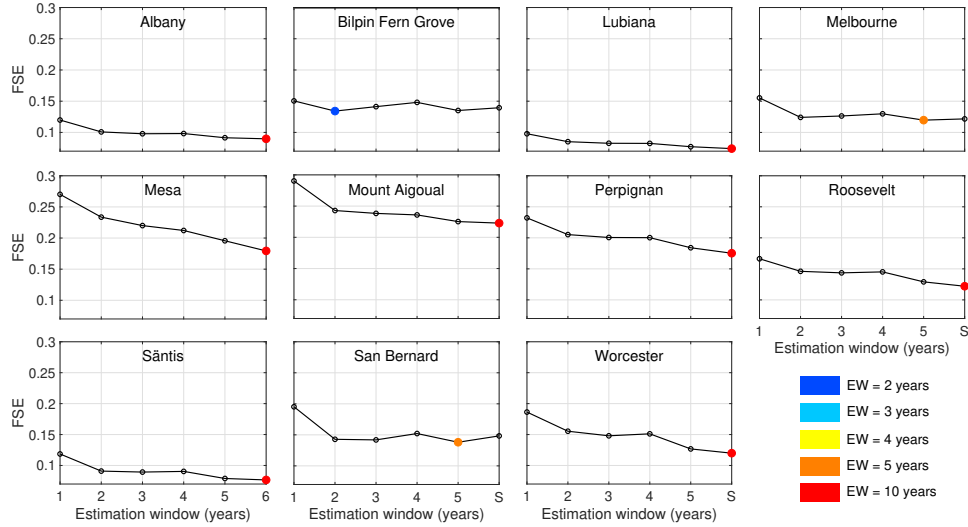 0.3
0.25
0.2
0.15
0.1
FSE
Albany
Bilpin Fern Grove
Lubiana
Melbourne
0.3
0.25
0.2
0.15
0.1
FSE
Mesa
Mount Aigoual
Perpignan
Roosevelt
1 2 3 4 5 S
Estimation window (years)
0.3
0.25
0.2
0.15
0.1
FSE
Säntis
San Bernard
Worcester
1 2 3 4 5 6
Estimation window (years)
1 2 3 4 5 S
Estimation window (years)
1 2 3 4 5 S
Estimation window (years)
EW = 2 years
EW = 3 years
EW = 4 years
EW = 5 years
EW = 10 years